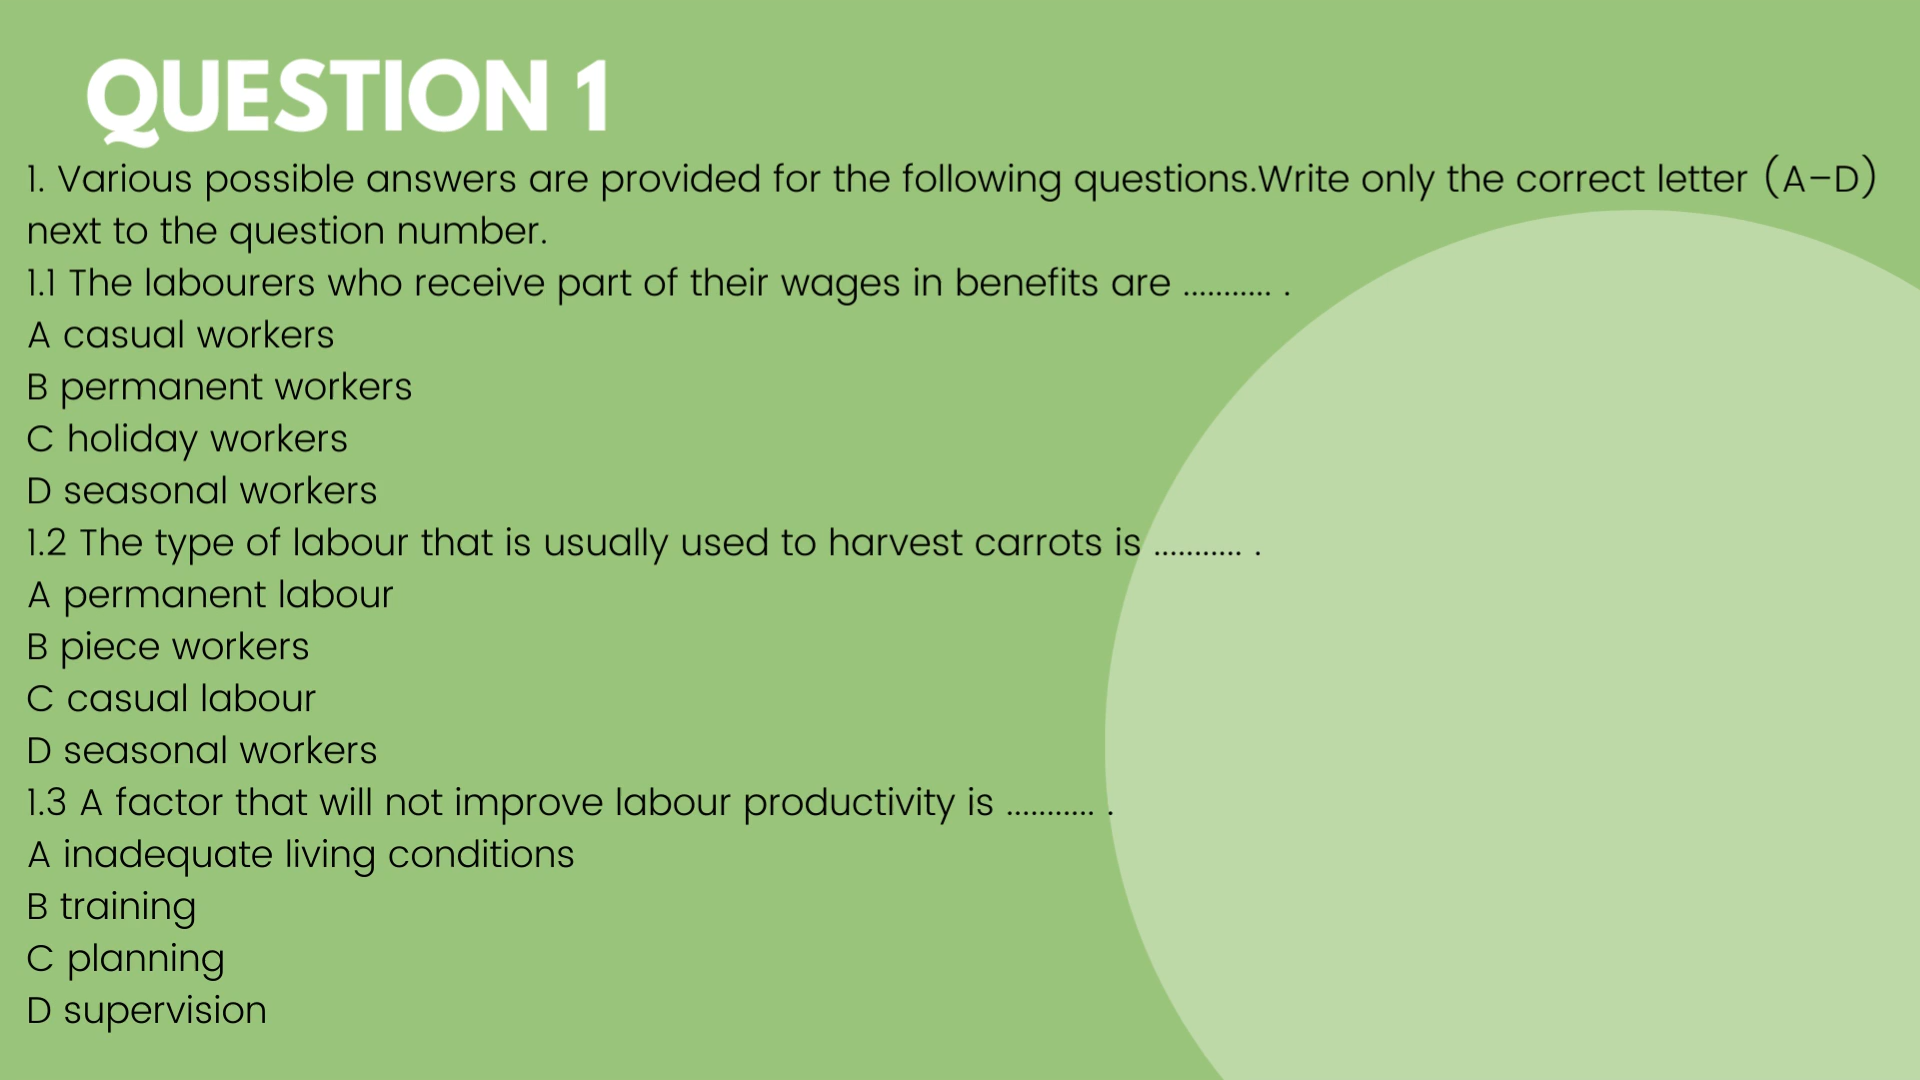 QUESTION 1
1. Various possible answers are provided for the following questions.Write only the correct letter (A–D)
next to the question number.
1.1 The labourers who receive part of their wages in benefits are ........... .
A casual workers
B permanent workers
C holiday workers
D seasonal workers
1.2 The type of labour that is usually used to harvest carrots is ........... .
A permanent labour
B piece workers
C casual labour
D seasonal workers
1.3 A factor that will not improve labour productivity is ........... .
A inadequate living conditions
B training
C planning
D supervision